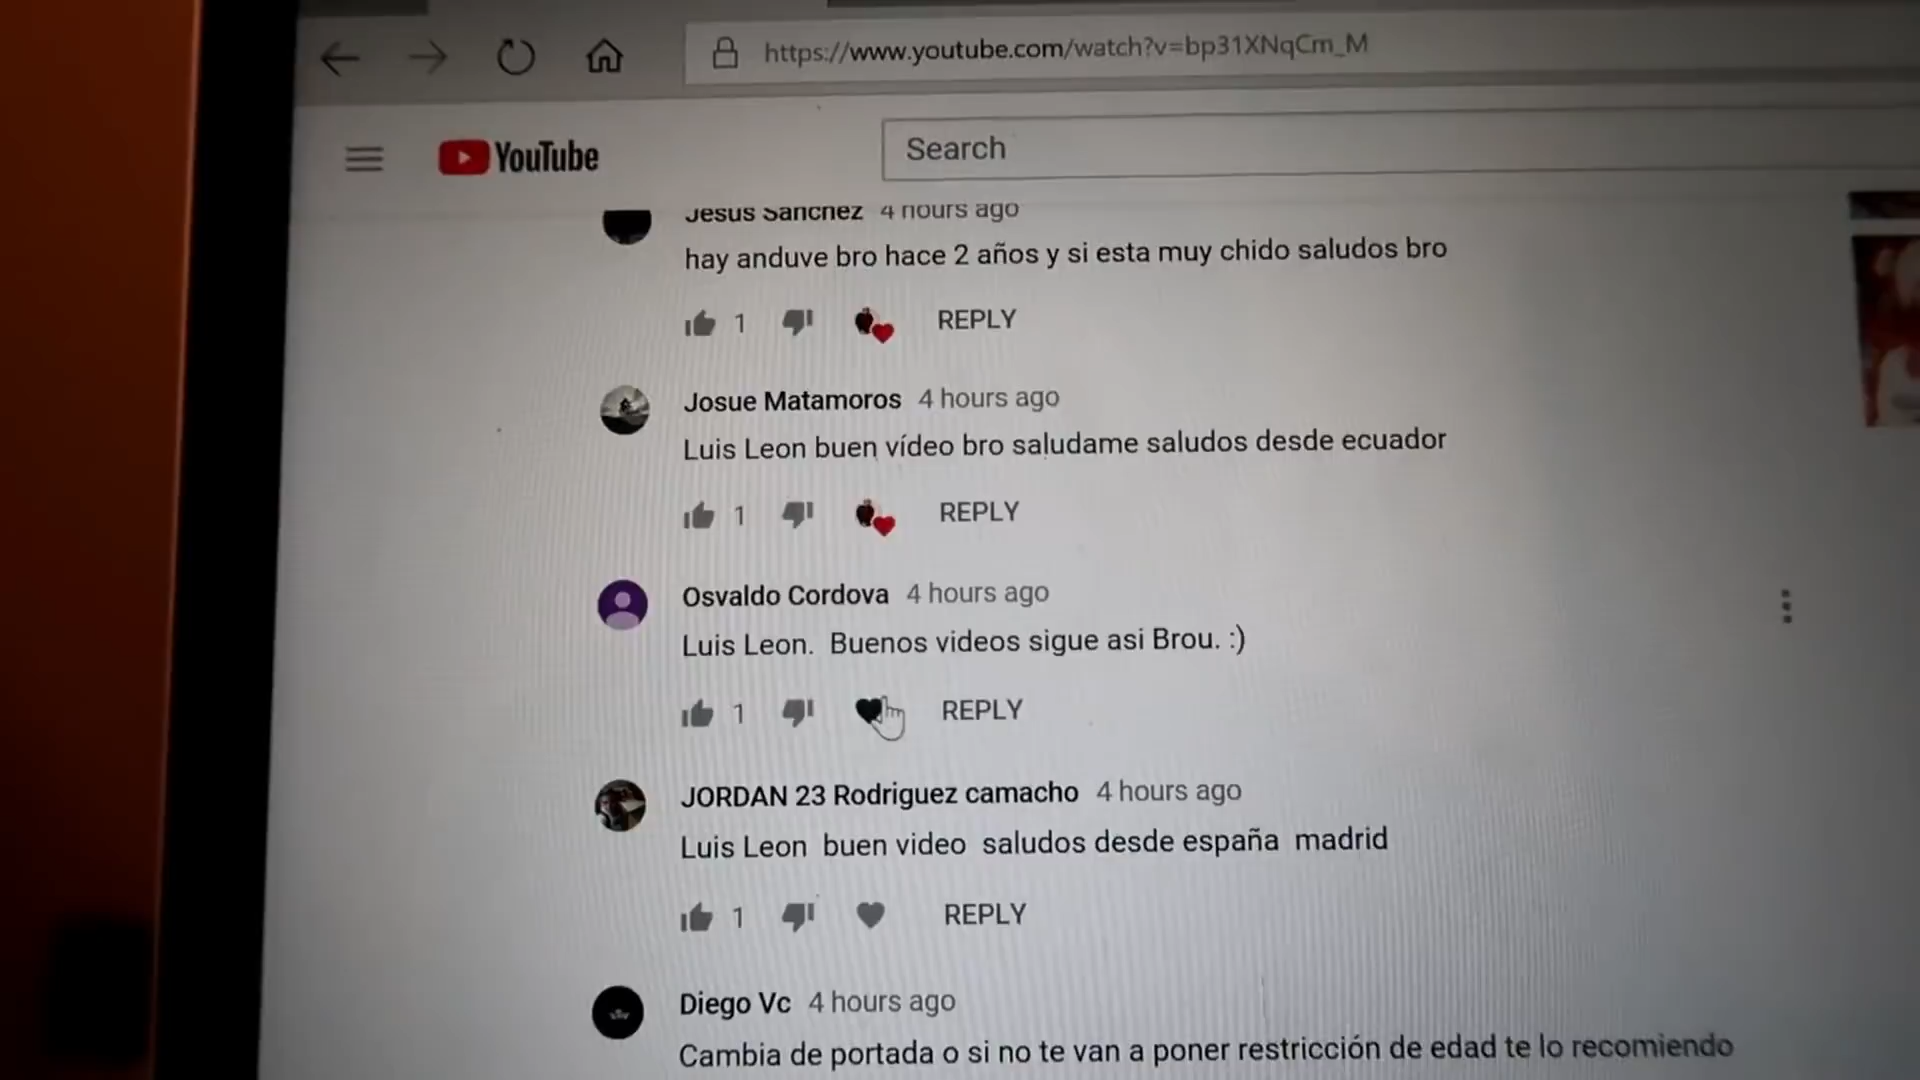 https://www.youtube.com/watch?v=bp31XNqCm_M
YouTube
Search
Jesus Sanchez 4 hours ago
hay anduve bro hace 2 años y si esta muy chido saludos bro
1 REPLY
Josue Matamoros 4 hours ago
Luis Leon buen vídeo bro saludame saludos desde ecuador
1 REPLY
Osvaldo Cordova 4 hours ago
Luis Leon. Buenos videos sigue asi Brou. :)
1 REPLY
JORDAN 23 Rodriguez camacho 4 hours ago
Luis Leon buen video saludos desde españa madrid
1 REPLY
Diego Vc 4 hours ago
Cambia de portada o si no te van a poner restricción de edad te lo recomiendo